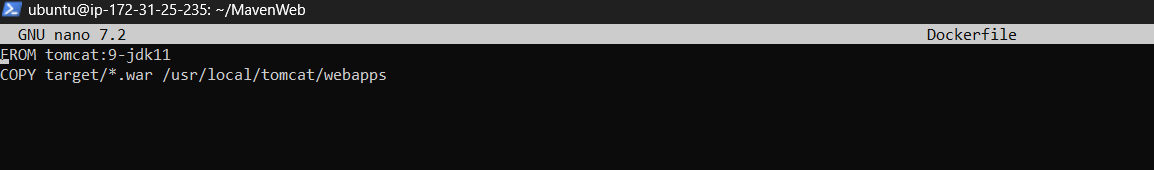 ubuntu@ip-172-31-25-235: ~/MavenWeb
GNU nano 7.2 Dockerfile
FROM tomcat:9-jdk11
COPY target/*.war /usr/local/tomcat/webapps